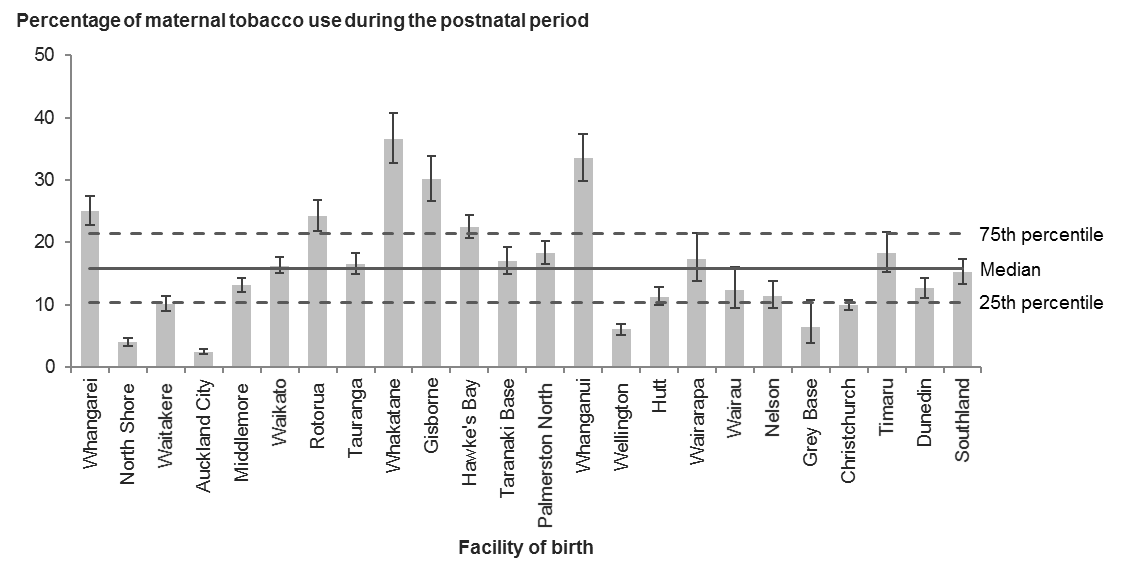 Percentage of maternal tobacco use during the postnatal period
50
40
30
20
10
0
75th percentile
Median
25th percentile
Whangarei
North Shore
Waitakere
Auckland City
Middlemore
Waikato
Rotorua
Tauranga
Whakatane
Gisborne
Hawke's Bay
Taranaki Base
Palmerston North
Whanganui
Wellington
Hutt
Wairarapa
Wairau
Nelson
Grey Base
Christchurch
Timaru
Dunedin
Southland
Facility of birth